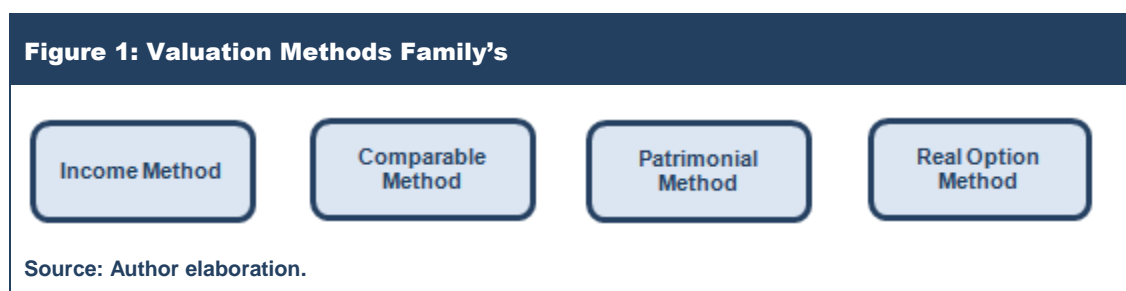 Figure 1: Valuation Methods Family's
Income Method
Comparable
Method
Patrimonial
Method
Real Option
Method
Source: Author elaboration.